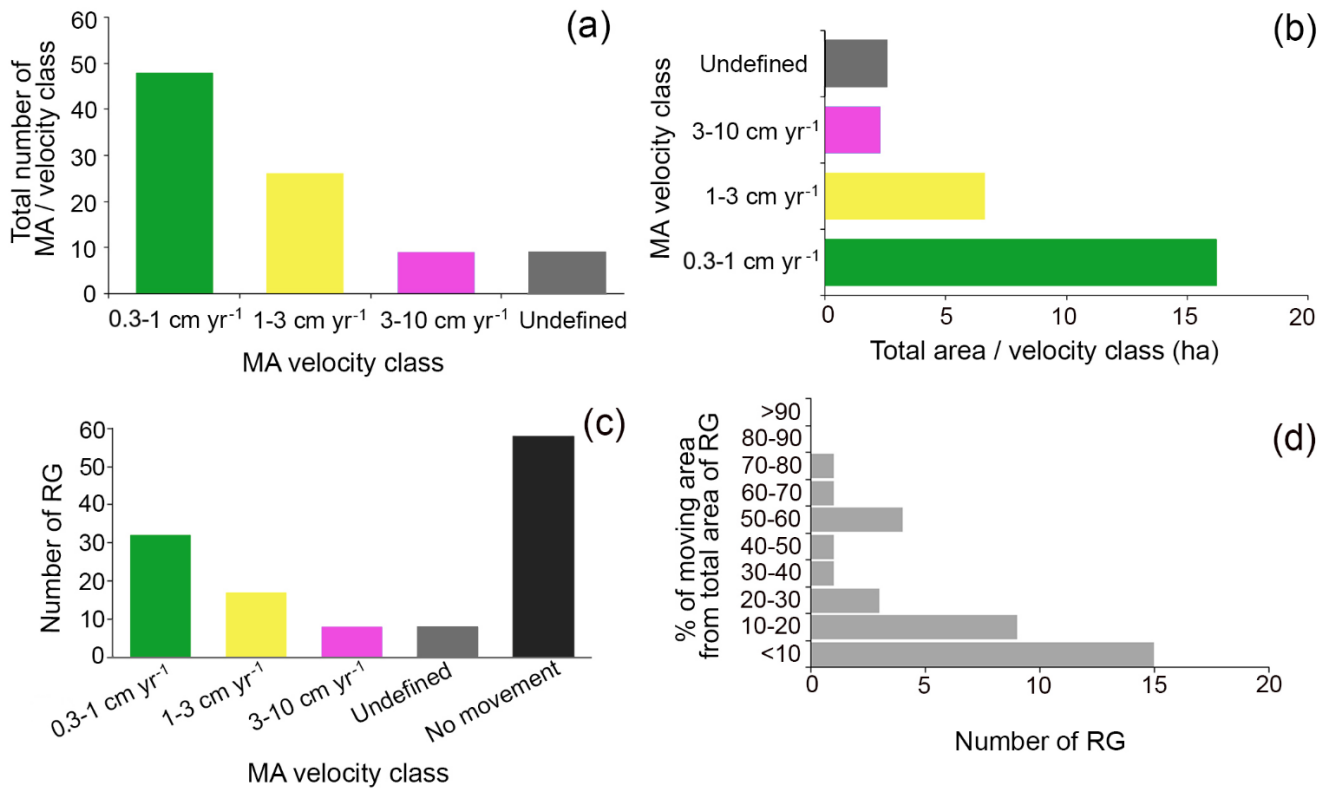 (a)
Total number of
MA / velocity class
60
50
40
30
20
10
0
0.3-1 cm yr⁻¹ 1-3 cm yr⁻¹ 3-10 cm yr⁻¹ Undefined
MA velocity class
(b)
MA velocity class
Undefined
3-10 cm yr⁻¹
1-3 cm yr⁻¹
0.3-1 cm yr⁻¹
0 5 10 15 20
Total area / velocity class (ha)
(c)
Number of RG
60
50
40
30
20
10
0
0.3-1 cm yr⁻¹ 1-3 cm yr⁻¹ 3-10 cm yr⁻¹ Undefined No movement
MA velocity class
(d)
% of moving area
from total area of RG
>90
80-90
70-80
60-70
50-60
40-50
30-40
20-30
10-20
<10
0 5 10 15 20
Number of RG